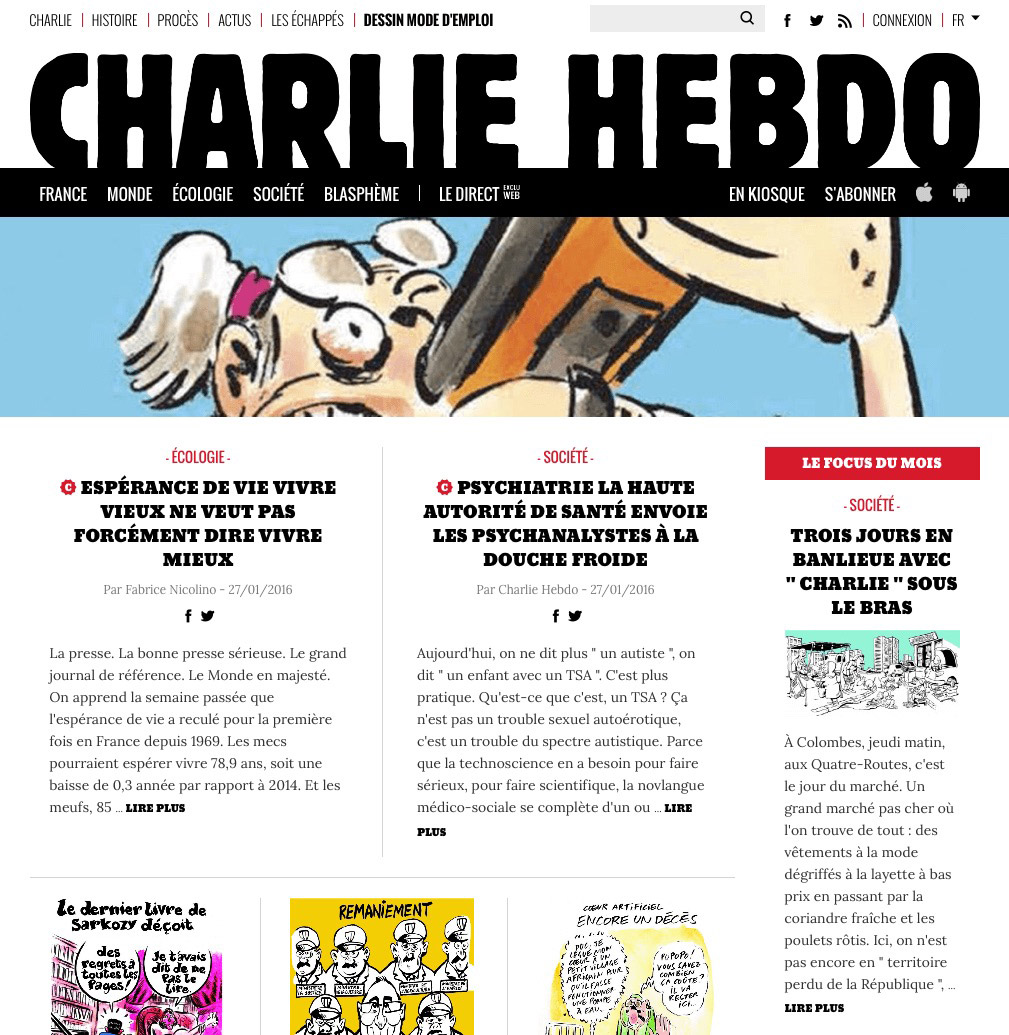 CHARLIE HISTOIRE PROCÈS ACTUS LES ÉCHAPPÉS DESSIN MODE D'EMPLOI
CONNEXION FR
CHARLIE HEBDO
FRANCE MONDE ÉCOLOGIE SOCIÉTÉ BLASPHÈME LE DIRECT EXCLU WEB EN KIOSQUE S'ABONNER
- ÉCOLOGIE -
ESPÉRANCE DE VIE VIVRE
VIEUX NE VEUT PAS
FORCÉMENT DIRE VIVRE
MIEUX
Par Fabrice Nicolino - 27/01/2016
La presse. La bonne presse sérieuse. Le grand
journal de référence. Le Monde en majesté.
On apprend la semaine passée que
l'espérance de vie a reculé pour la première
fois en France depuis 1969. Les mecs
pourraient espérer vivre 78,9 ans, soit une
baisse de 0,3 année par rapport à 2014. Et les
meufs, 85 ... LIRE PLUS
- SOCIÉTÉ -
PSYCHIATRIE LA HAUTE
AUTORITÉ DE SANTÉ ENVOIE
LES PSYCHANALYSTES À LA
DOUCHE FROIDE
Par Charlie Hebdo - 27/01/2016
Aujourd'hui, on ne dit plus " un autiste ", on
dit " un enfant avec un TSA ". C'est plus
pratique. Qu'est-ce que c'est, un TSA ? Ça
n'est pas un trouble sexuel autoérotique,
c'est un trouble du spectre autistique. Parce
que la technoscience en a besoin pour faire
sérieux, pour faire scientifique, la novlangue
médico-sociale se complète d'un ou ... LIRE
PLUS
LE FOCUS DU MOIS
- SOCIÉTÉ -
TROIS JOURS EN
BANLIEUE AVEC
" CHARLIE " SOUS
LE BRAS
À Colombes, jeudi matin,
aux Quatre-Routes, c'est
le jour du marché. Un
grand marché pas cher où
l'on trouve de tout : des
vêtements à la mode
dégriffés à la layette à bas
prix en passant par la
coriandre fraîche et les
poulets rôtis. Ici, on n'est
pas encore en " territoire
perdu de la République ", ...
LIRE PLUS
Le dernier livre de
Sarkozy déçoit
des
regrets à
toutes les
Pages!
Je t'avais
dit de ne
Pas le
lire.
REMANIEMENT
CŒUR ARTIFICIEL
ENCORE UN DÉCÈS
PETIT VILLAGE
AFRICAIN POUR
QU'IL FASSE
FONCTIONNER
UNE POMPE
À EAU.
POPOPO!
VOUS SAVEZ
COMBIEN
ÇA COÛTE?
IL VA
RESTER
ICI...